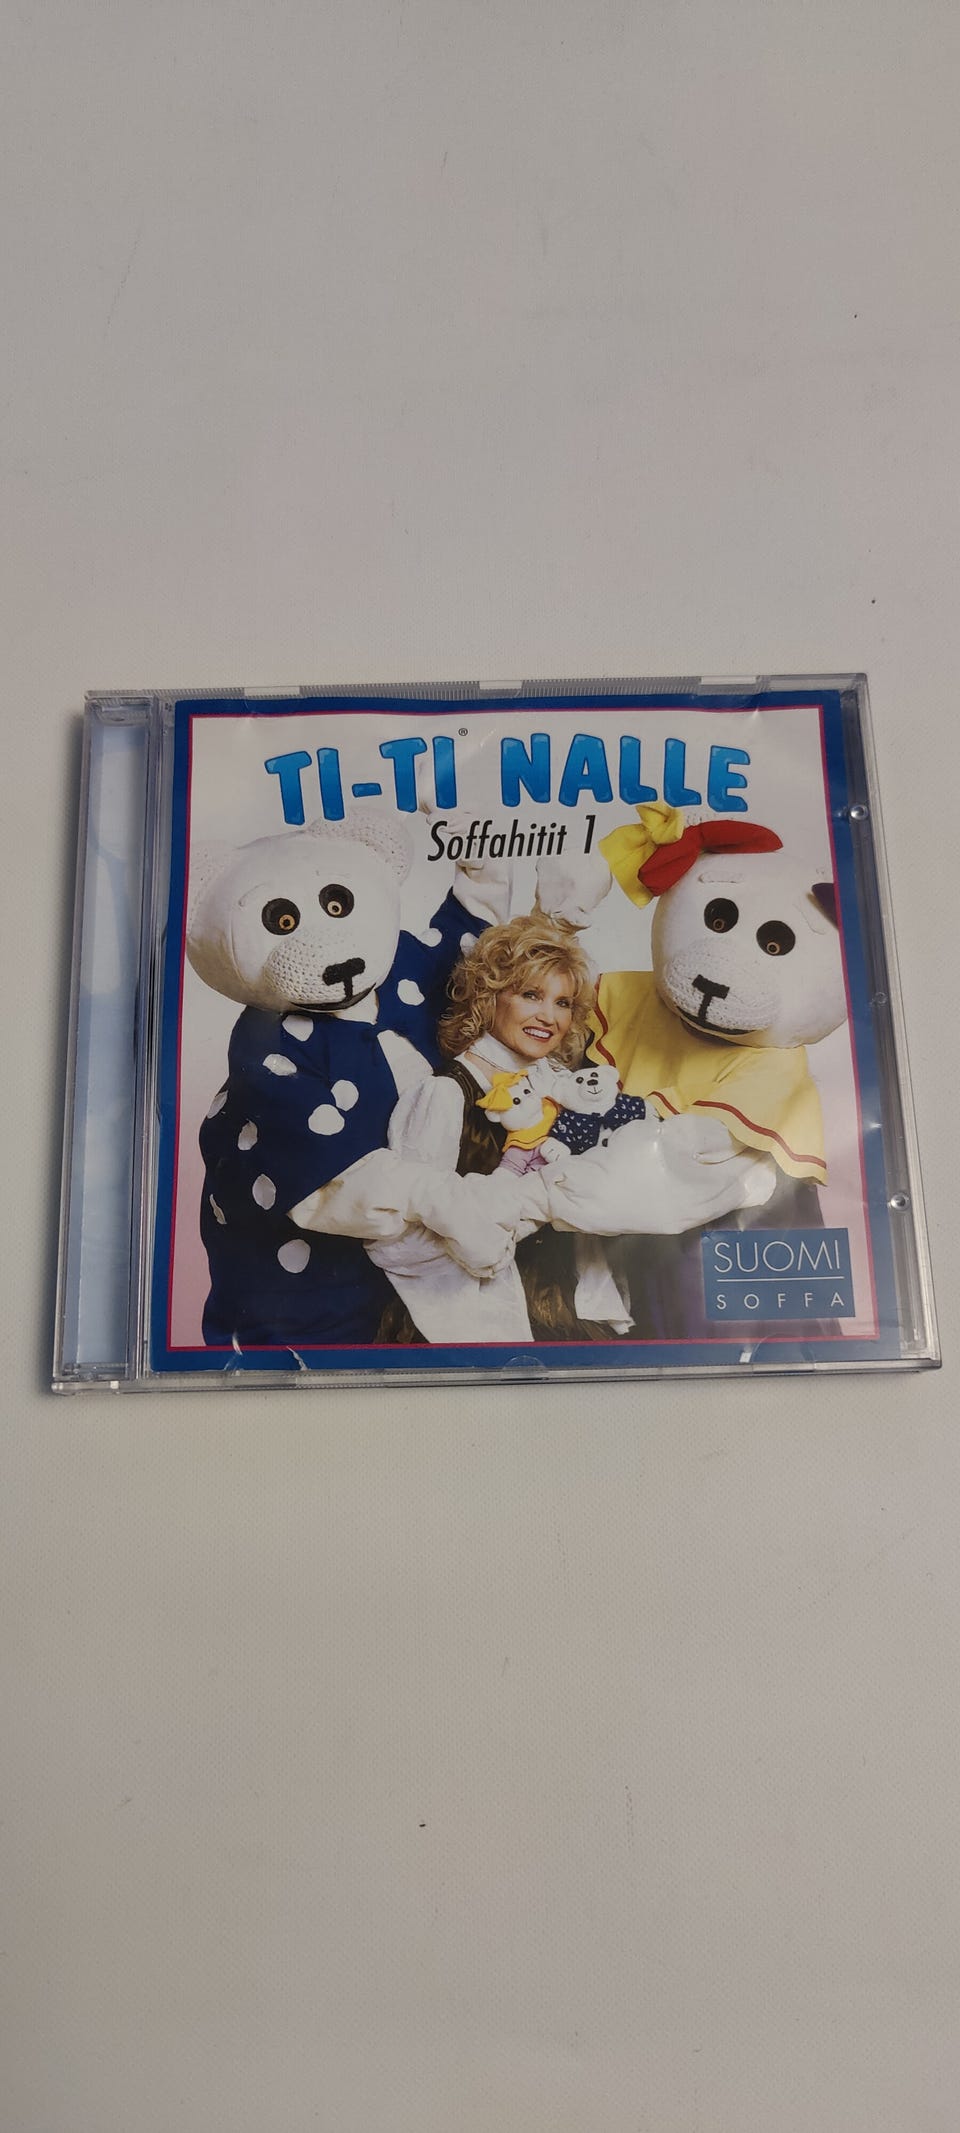 TI-TI® NALLE
Soffahitit 1
SUOMI
SOFFA